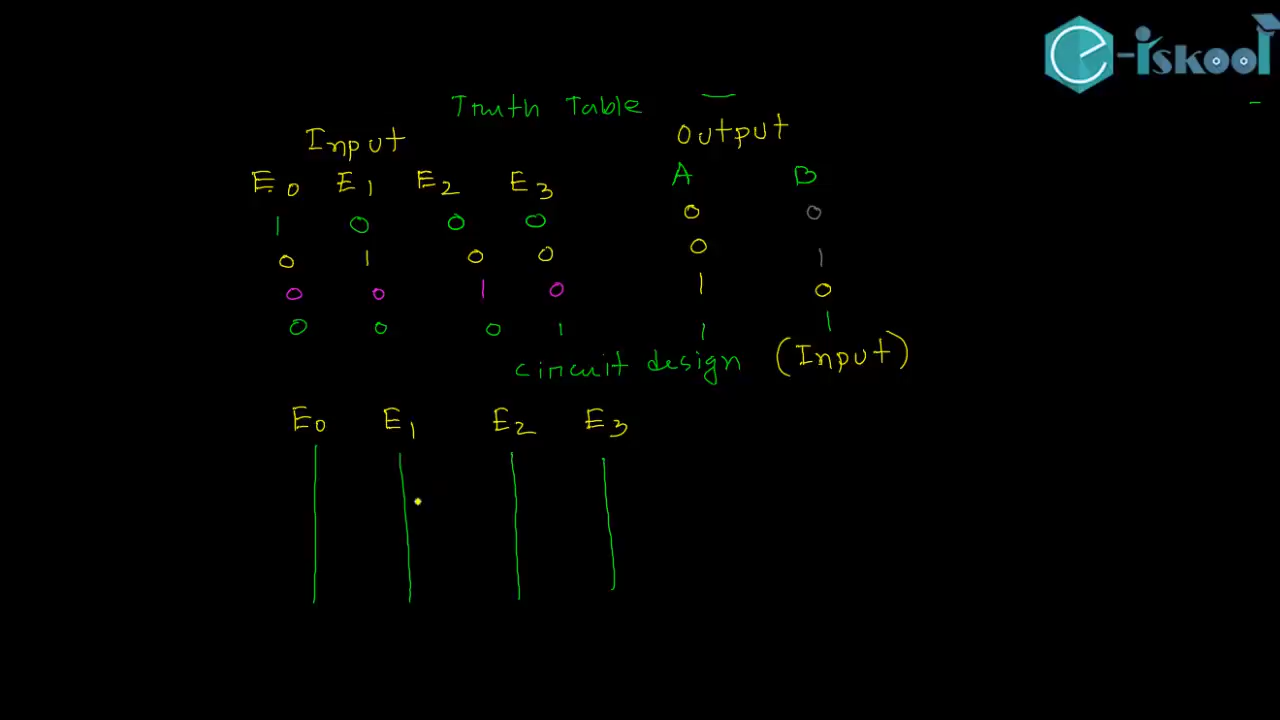 e-iskool
Truth Table
Input Output
E0 E1 E2 E3 A B
1 0 0 0 0 0
0 1 0 0 0 1
0 0 1 0 1 0
0 0 0 1 1 1
circuit design (Input)
E0 E1 E2 E3